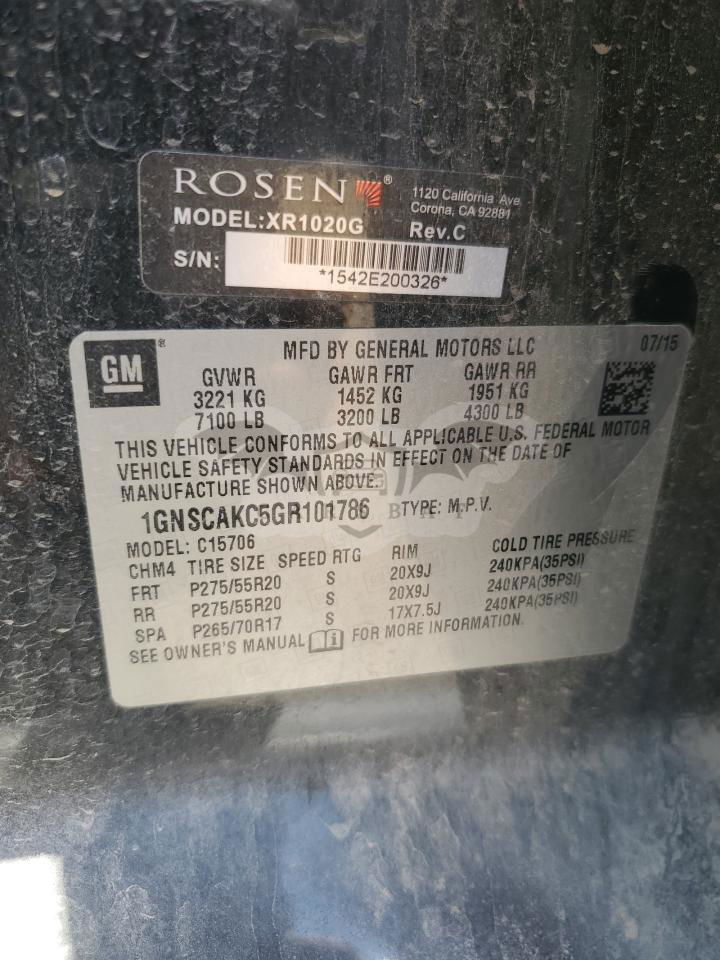 ROSEN®
1120 California Ave
Corona, CA 92881
MODEL:XR1020G Rev.C
S/N:
*1542E200326*
GM®
MFD BY GENERAL MOTORS LLC 07/15
GVWR GAWR FRT GAWR RR
3221 KG 1452 KG 1951 KG
7100 LB 3200 LB 4300 LB
THIS VEHICLE CONFORMS TO ALL APPLICABLE U.S. FEDERAL MOTOR
VEHICLE SAFETY STANDARDS IN EFFECT ON THE DATE OF
MANUFACTURE SHOWN ABOVE.
1GNSCAKC5GR101786 TYPE: M.P.V.
MODEL: C15706
CHM4 TIRE SIZE SPEED RTG RIM COLD TIRE PRESSURE
FRT P275/55R20 S 20X9J 240KPA(35PSI)
RR P275/55R20 S 20X9J 240KPA(35PSI)
SPA P265/70R17 S 17X7.5J 240KPA(35PSI)
SEE OWNER'S MANUAL FOR MORE INFORMATION.